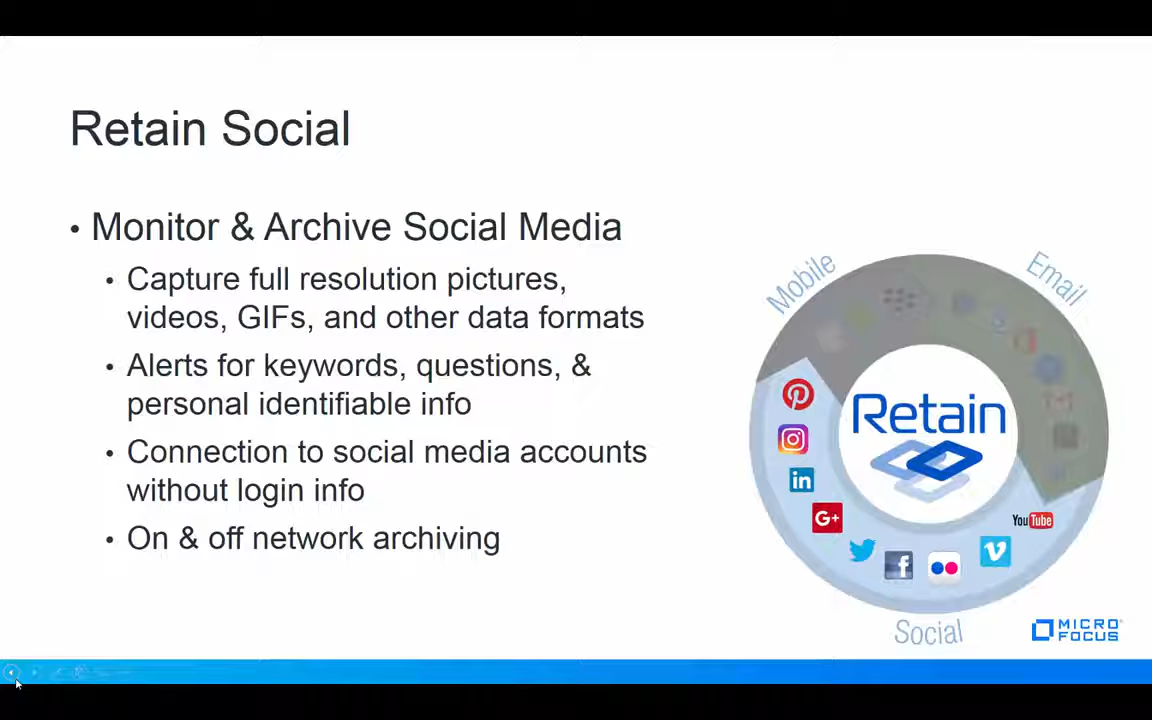 Retain Social
• Monitor & Archive Social Media
• Capture full resolution pictures,
videos, GIFs, and other data formats
• Alerts for keywords, questions, &
personal identifiable info
• Connection to social media accounts
without login info
• On & off network archiving
Mobile
Email
Retain
in
G+
f
YouTube
Social
MICRO
FOCUS